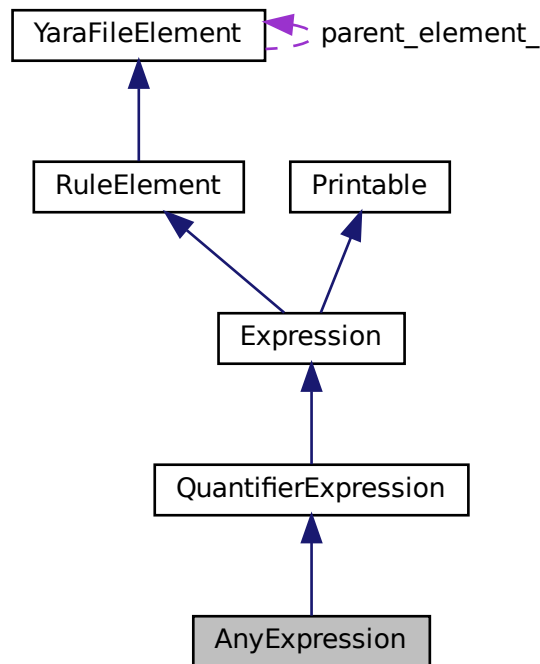 YaraFileElement
parent_element_
RuleElement
Printable
Expression
QuantifierExpression
AnyExpression